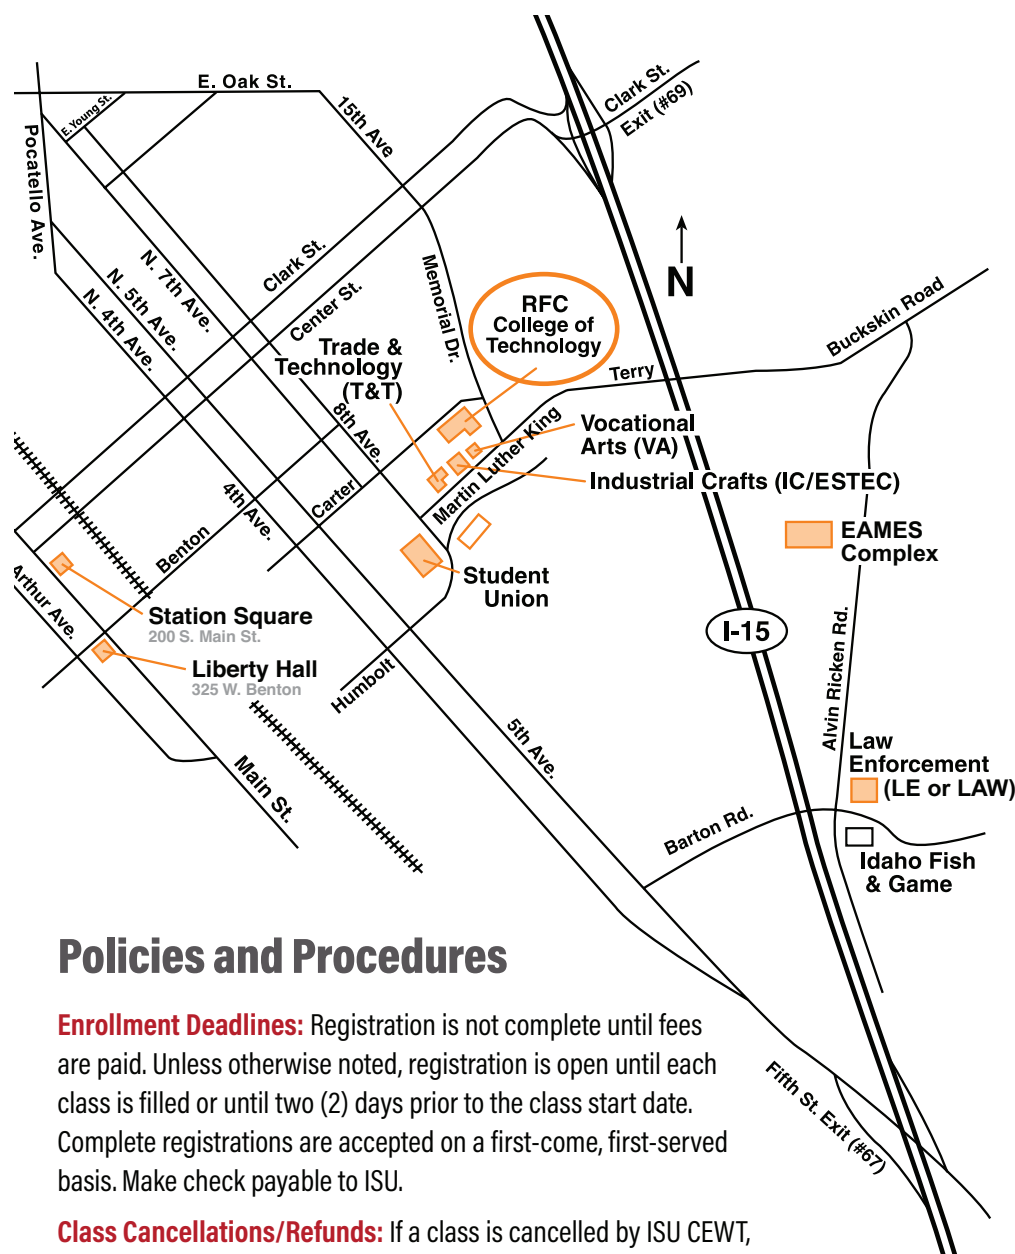 E. Oak St.
E. Young St.
Pocatello Ave.
15th Ave
Clark St.
Exit (#69)
N. 7th Ave.
N. 5th Ave.
N. 4th Ave.
Clark St.
Center St.
Memorial Dr.
N
RFC
College of
Technology
Trade &
Technology
(T&T)
Terry
Buckskin Road
8th Ave.
Vocational
Arts (VA)
Martin Luther King
Industrial Crafts (IC/ESTEC)
Carter
4th Ave.
Benton
EAMES
Complex
Student
Union
Arthur Ave.
Station Square
200 S. Main St.
I-15
Liberty Hall
325 W. Benton
Humbolt
Alvin Ricken Rd.
Main St.
5th Ave.
Law
Enforcement
(LE or LAW)
Barton Rd.
Idaho Fish
& Game
Fifth St. Exit (#67)
Policies and Procedures
Enrollment Deadlines: Registration is not complete until fees
are paid. Unless otherwise noted, registration is open until each
class is filled or until two (2) days prior to the class start date.
Complete registrations are accepted on a first-come, first-served
basis. Make check payable to ISU.
Class Cancellations/Refunds: If a class is cancelled by ISU CEWT,